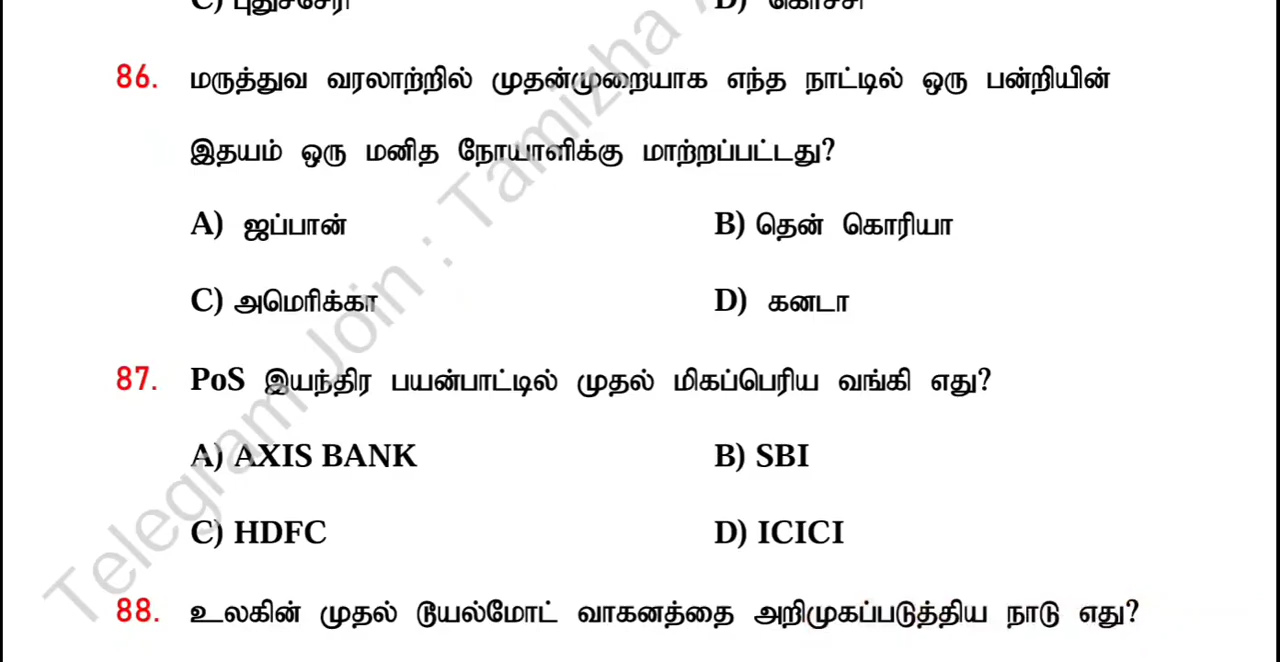 C) புதுச்சேரி D) கொச்சி
86. மருத்துவ வரலாற்றில் முதன்முறையாக எந்த நாட்டில் ஒரு பன்றியின்
இதயம் ஒரு மனித நோயாளிக்கு மாற்றப்பட்டது?
A) ஜப்பான் B) தென் கொரியா
C) அமெரிக்கா D) கனடா
87. PoS இயந்திர பயன்பாட்டில் முதல் மிகப்பெரிய வங்கி எது?
A) AXIS BANK B) SBI
C) HDFC D) ICICI
88. உலகின் முதல் டூயல்மோட் வாகனத்தை அறிமுகப்படுத்திய நாடு எது?
Telegram Join : Tamizha